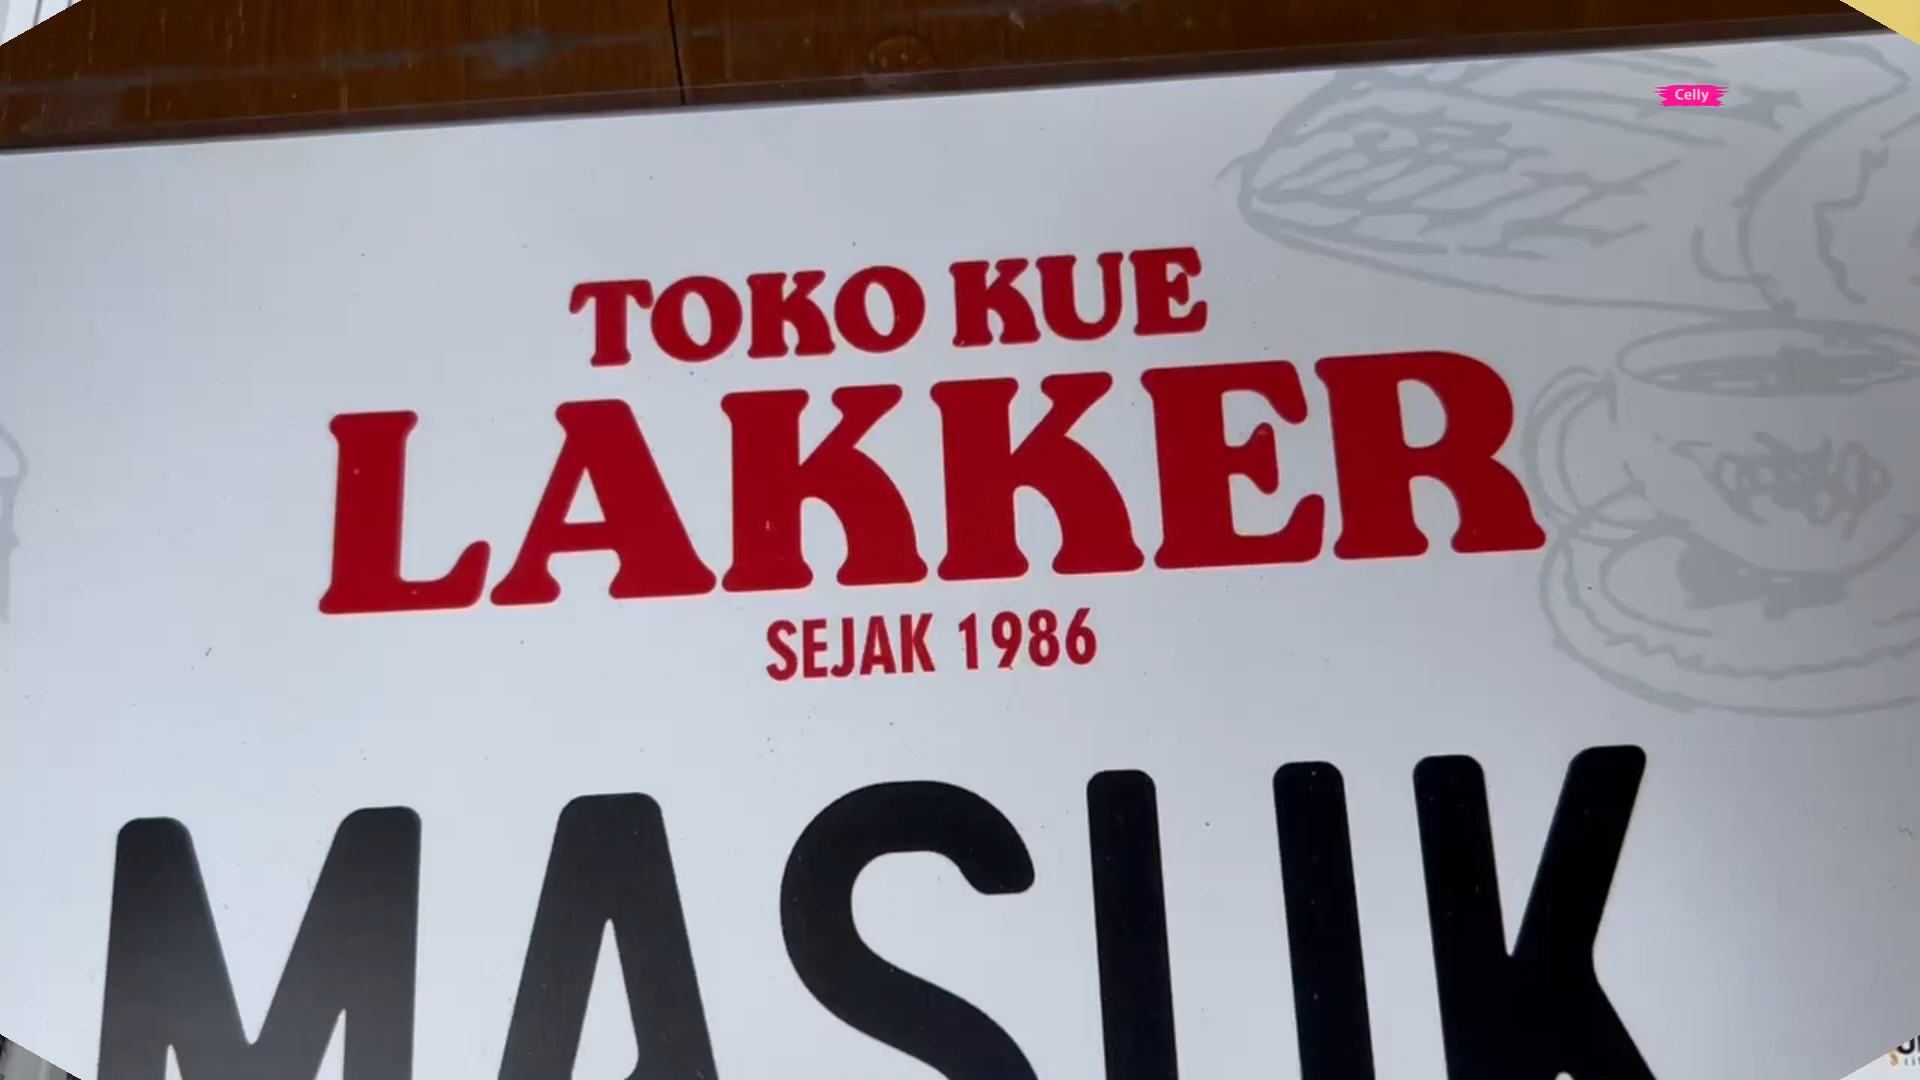 Celly
TOKO KUE
LAKKER
SEJAK 1986
MASUK